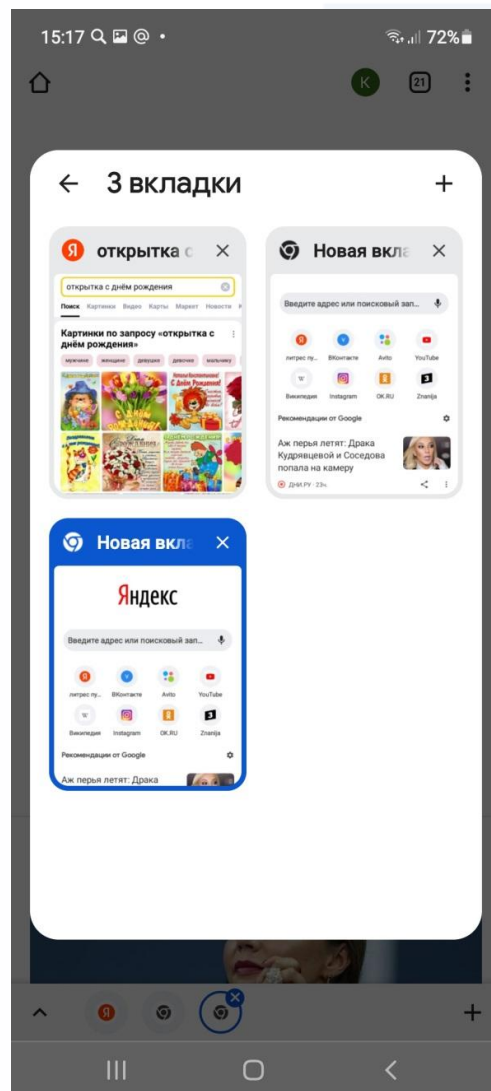 15:17
72%
K
21
3 вкладки
открытка с
открытка с днём рождения
Поиск Картинки Видео Карты Маркет Новости
Картинки по запросу «открытка с
днём рождения»
мужчине женщине девушке девочке мальчику
Новая вкл
Введите адрес или поисковый зап...
литрес пу... ВКонтакте Avito YouTube
W
З
Википедия Instagram OK.RU Znanija
Рекомендации от Google
Аж перья летят: Драка
Кудрявцевой и Соседова
попала на камеру
ДНИ.РУ · 23ч
Новая вкл
Яндекс
Введите адрес или поисковый зап...
литрес пу... ВКонтакте Avito YouTube
W
З
Википедия Instagram OK.RU Znanija
Рекомендации от Google
Аж перья летят: Драка
Я